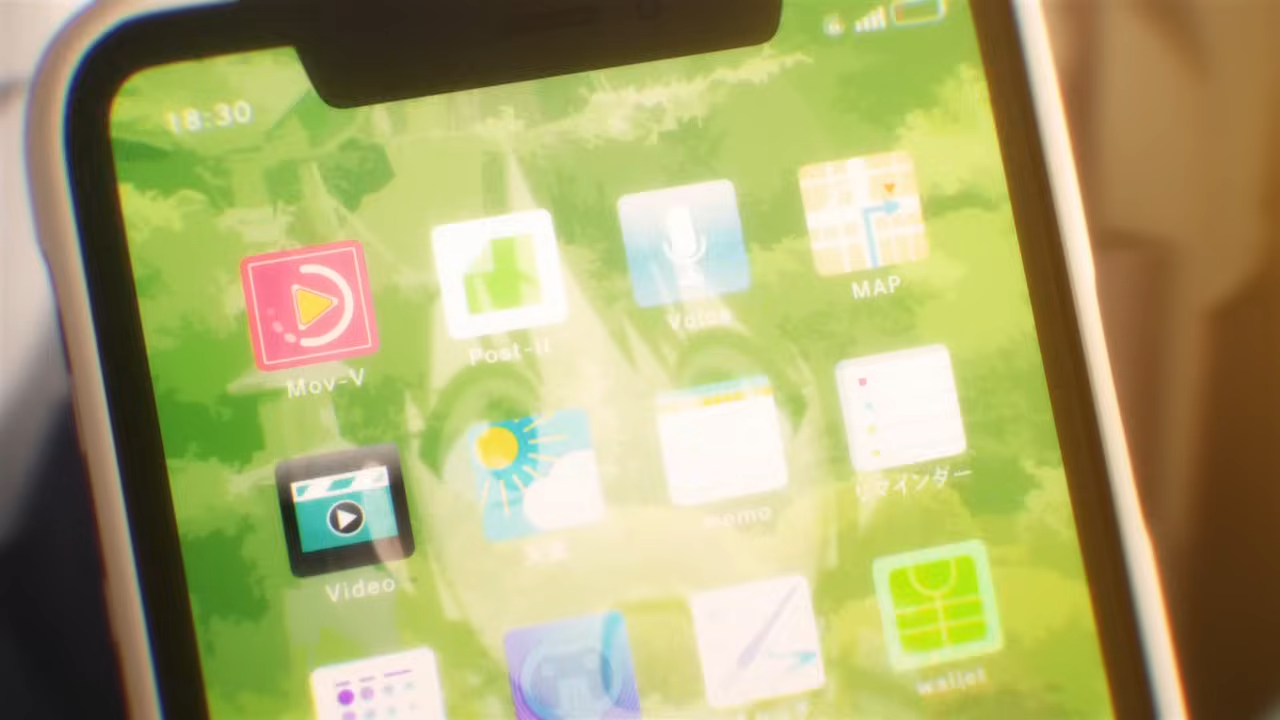 18:30
Mov-V
Post-it
Voice
MAP
Video
memo
リマインダー
wallet